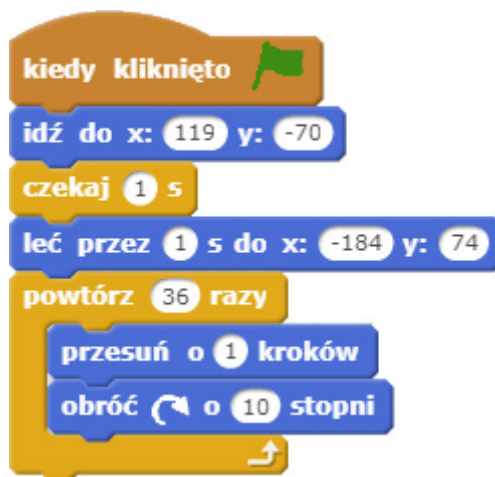 kiedy kliknięto
idź do x: 119 y: -70
czekaj 1 s
leć przez 1 s do x: -184 y: 74
powtórz 36 razy
przesuń o 1 kroków
obróć o 10 stopni